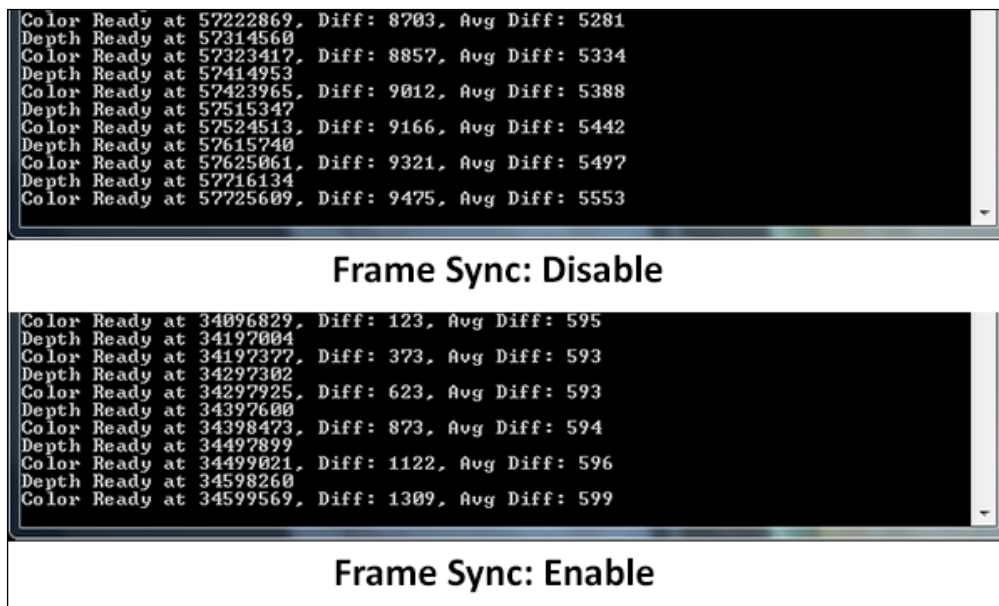 Color Ready at 57222869, Diff: 8703, Avg Diff: 5281
Depth Ready at 57314560
Color Ready at 57323417, Diff: 8857, Avg Diff: 5334
Depth Ready at 57414953
Color Ready at 57423965, Diff: 9012, Avg Diff: 5388
Depth Ready at 57515347
Color Ready at 57524513, Diff: 9166, Avg Diff: 5442
Depth Ready at 57615740
Color Ready at 57625061, Diff: 9321, Avg Diff: 5497
Depth Ready at 57716134
Color Ready at 57725609, Diff: 9475, Avg Diff: 5553
Frame Sync: Disable
Color Ready at 34096829, Diff: 123, Avg Diff: 595
Depth Ready at 34197004
Color Ready at 34197377, Diff: 373, Avg Diff: 593
Depth Ready at 34297302
Color Ready at 34297925, Diff: 623, Avg Diff: 593
Depth Ready at 34397600
Color Ready at 34398473, Diff: 873, Avg Diff: 594
Depth Ready at 34497899
Color Ready at 34499021, Diff: 1122, Avg Diff: 596
Depth Ready at 34598260
Color Ready at 34599569, Diff: 1309, Avg Diff: 599
Frame Sync: Enable